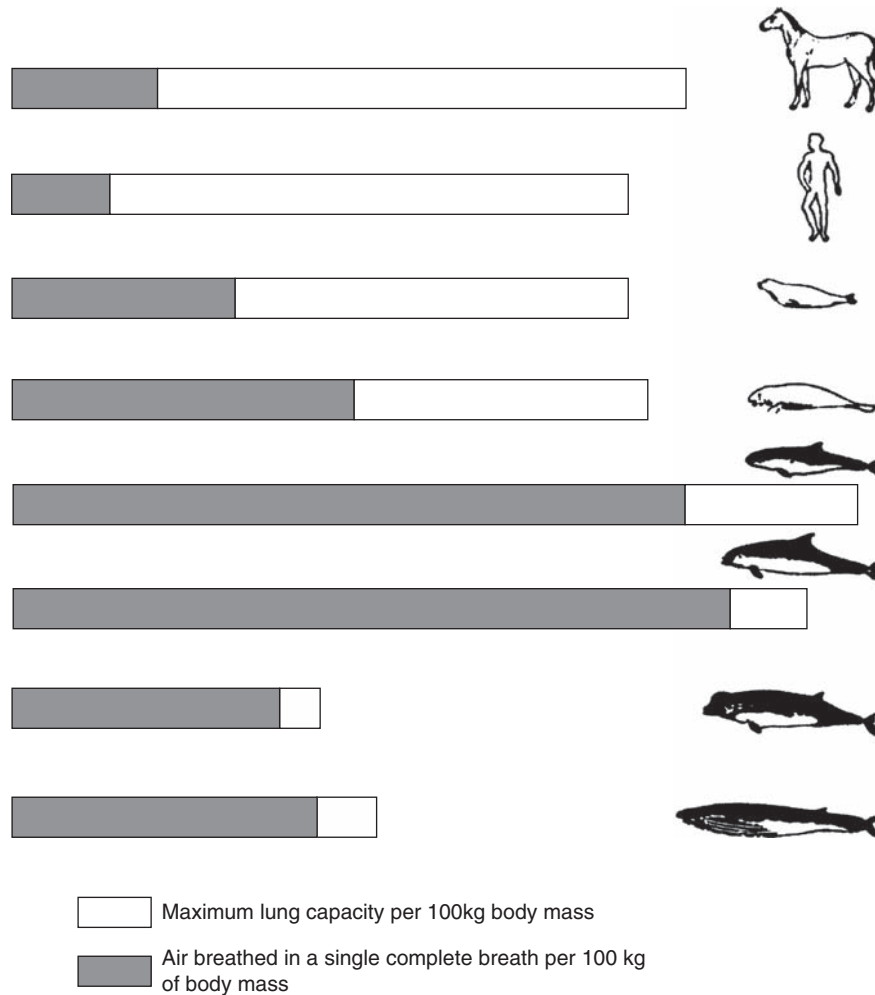 Maximum lung capacity per 100kg body mass
Air breathed in a single complete breath per 100 kg
of body mass